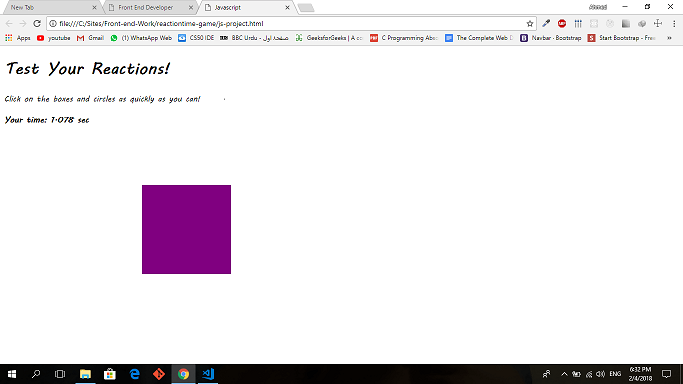 New Tab
Front End Developer
Javascript
file:///C:/Sites/Front-end-Work/reactiontime-game/js-project.html
Apps
youtube
Gmail
(1) WhatsApp Web
CS50 IDE
BBC Urdu - صفحۂ اول
GeeksforGeeks | A co
C Programming Abso
The Complete Web D
Navbar · Bootstrap
Start Bootstrap - Free
Test Your Reactions!
Click on the boxes and circles as quickly as you can!
Your time: 1.078 sec
ENG
6:32 PM
2/4/2018